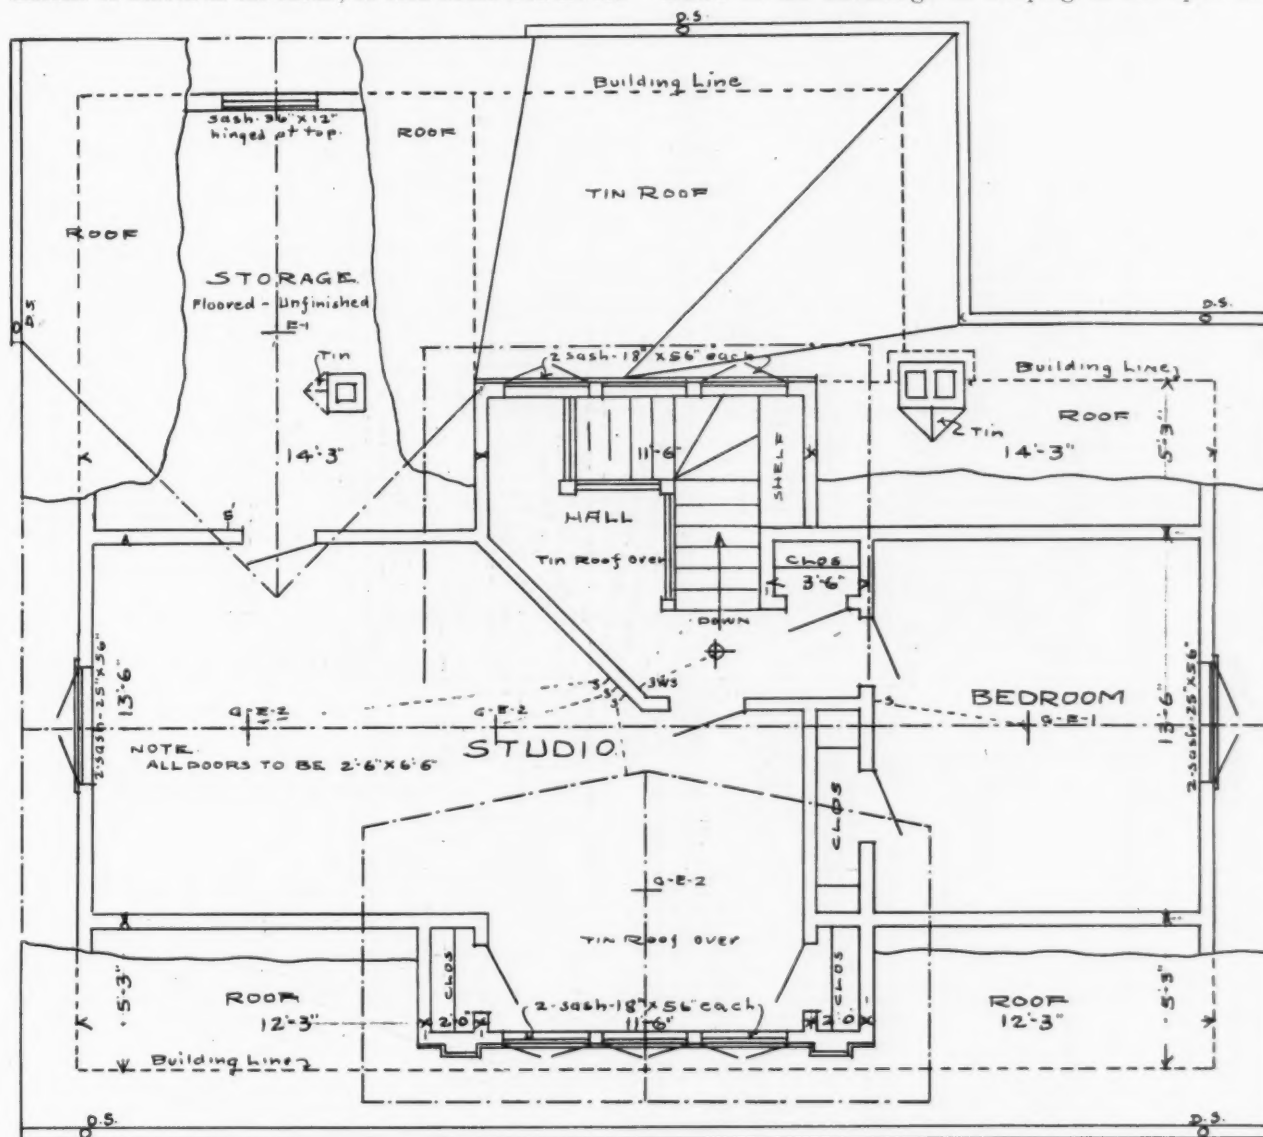 D.S.
Building Line
Sash-36"x12"
hinged at top.
ROOF
TIN ROOF
ROOF
STORAGE
Floored - Unfinished
E-1
D.S.
D.S.
Tin
2 sash-18"x56" each
Building Line
ROOF
Tin
14'-3"
11'-6"
SHELF
14'-3"
5'-3"
S
HALL
Tin Roof Over
CLOS
3'-6"
DOWN
S
3WS
S
S
2-sash-25"x56"
13'-6"
G-E-2
G-E-2
STUDIO
NOTE
ALL DOORS TO BE 2'-6"x6'-6"
BEDROOM
S
G-E-1
13'-6"
2-sash-25"x56"
CLOS
G-E-2
TIN Roof over
CLOS
CLOS
5'-3"
ROOF
12'-3"
2'-0"
2-sash-18"x56" each
11'-6"
2'-0"
ROOF
12'-3"
5'-3"
Building Line
D.S.
D.S.